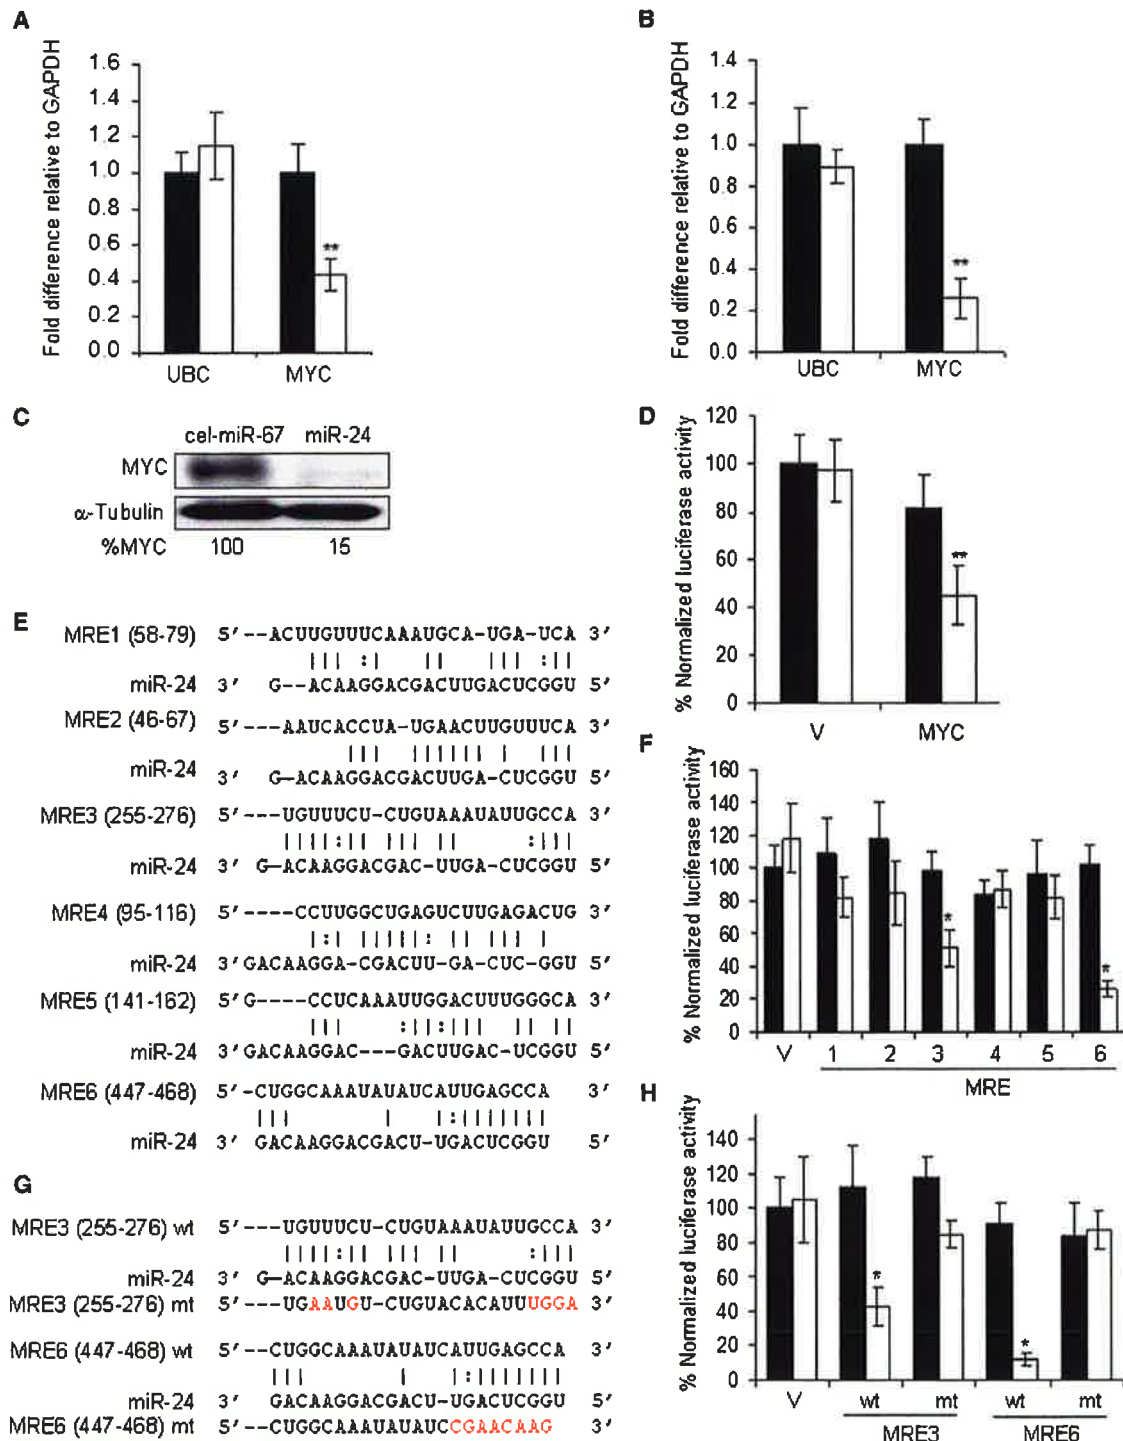 A
Fold difference relative to GAPDH
1.6
1.4
1.2
1.0
0.8
0.6
0.4
0.2
0.0
**
UBC MYC
B
Fold difference relative to GAPDH
1.4
1.2
1.0
0.8
0.6
0.4
0.2
0.0
**
UBC MYC
C
cel-miR-67 miR-24
MYC
α-Tubulin
%MYC 100 15
D
% Normalized luciferase activity
120
100
80
60
40
20
0
**
V MYC
E
MRE1 (58-79) 5'--ACUUGUUUCAAAUGCA-UGA-UCA 3'
miR-24 3' G--ACAAGGACGACUUGACUCGGU 5'
MRE2 (46-67) 5'---AAUCACCUA-UGAACUUGUUUCA 3'
miR-24 3' G-ACAAGGACGACUUGA-CUCGGU 5'
MRE3 (255-276) 5'---UGUUUCU-CUGUAAAUAUUGCCA 3'
miR-24 3' G-ACAAGGACGAC-UUGA-CUCGGU 5'
MRE4 (95-116) 5'----CCUUGGCUGAGUCUUGAGACUG 3'
miR-24 3'GACAAGGA-CGACUU-GA-CUC-GGU 5'
MRE5 (141-162) 5'G----CCUCAAAUUGGACUUUGGGCA 3'
miR-24 3'GACAAGGAC---GACUUGAC-UCGGU 5'
MRE6 (447-468) 5'-CUGGCAAAUAUAUCAUUGAGCCA 3'
miR-24 3' GACAAGGACGACU-UGACUCGGU 5'
F
% Normalized luciferase activity
160
140
120
100
80
60
40
20
0
*
*
V 1 2 3 4 5 6
MRE
G
MRE3 (255-276) wt 5'---UGUUUCU-CUGUAAAUAUUGCCA 3'
miR-24 3' G-ACAAGGACGAC-UUGA-CUCGGU 5'
MRE3 (255-276) mt 5'---UGAAUGU-CUGUACACAUUUGGA 3'
MRE6 (447-468) wt 5'--CUGGCAAAUAUAUCAUUGAGCCA 3'
miR-24 3' GACAAGGACGACU-UGACUCGGU 5'
MRE6 (447-468) mt 5'--CUGGCAAAUAUAUCCGAACAAG 3'
H
% Normalized luciferase activity
140
120
100
80
60
40
20
0
*
*
V wt mt wt mt
MRE3 MRE6